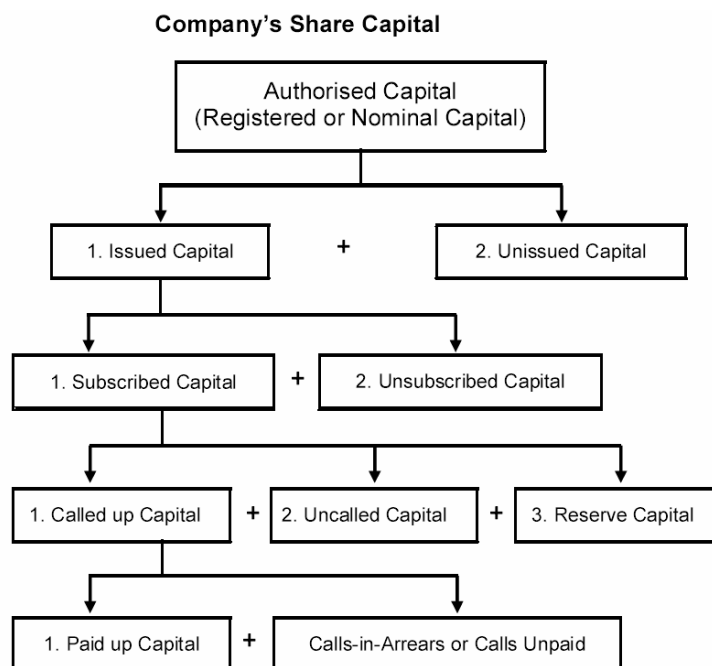 Company's Share Capital
Authorised Capital
(Registered or Nominal Capital)
1. Issued Capital
+
2. Unissued Capital
1. Subscribed Capital
+
2. Unsubscribed Capital
1. Called up Capital
+
2. Uncalled Capital
+
3. Reserve Capital
1. Paid up Capital
+
Calls-in-Arrears or Calls Unpaid